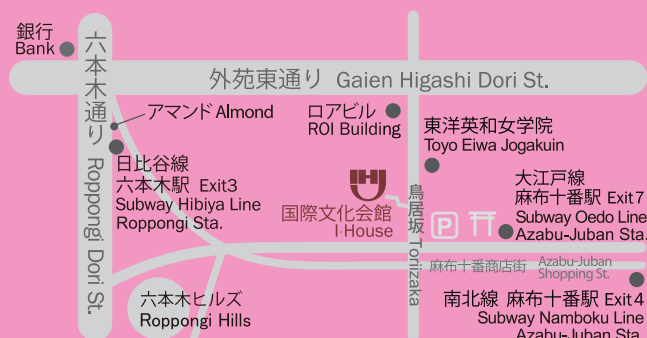 銀行
Bank
六本木通り Roppongi Dori St.
外苑東通り Gaien Higashi Dori St.
アマンド Almond
ロアビル
ROI Building
東洋英和女学院
Toyo Eiwa Jogakuin
日比谷線
六本木駅 Exit3
Subway Hibiya Line
Roppongi Sta.
国際文化会館
I·House
鳥居坂 Toriizaka
P
大江戸線
麻布十番駅 Exit7
Subway Oedo Line
Azabu-Juban Sta.
麻布十番商店街 Azabu-Juban
Shopping St.
六本木ヒルズ
Roppongi Hills
南北線 麻布十番駅 Exit4
Subway Namboku Line
Azabu-Juban Sta.